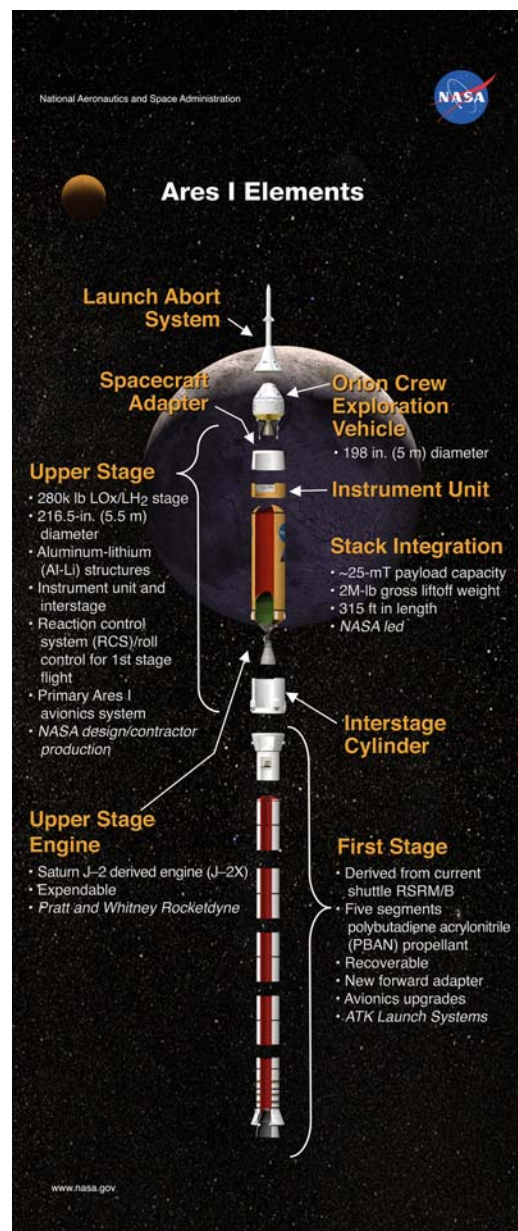 National Aeronautics and Space Administration
NASA
Ares I Elements
Launch Abort
System
Spacecraft
Adapter
Orion Crew
Exploration
Vehicle
• 198 in. (5 m) diameter
Upper Stage
• 280k lb LOx/LH2 stage
• 216.5-in. (5.5 m)
diameter
• Aluminum-lithium
(Al-Li) structures
• Instrument unit and
interstage
• Reaction control
system (RCS)/roll
control for 1st stage
flight
• Primary Ares I
avionics system
• NASA design/contractor
production
Instrument Unit
Stack Integration
• ~25-mT payload capacity
• 2M-lb gross liftoff weight
• 315 ft in length
• NASA led
Interstage
Cylinder
Upper Stage
Engine
• Saturn J–2 derived engine (J–2X)
• Expendable
• Pratt and Whitney Rocketdyne
First Stage
• Derived from current
shuttle RSRM/B
• Five segments
polybutadiene acrylonitrile
(PBAN) propellant
• Recoverable
• New forward adapter
• Avionics upgrades
• ATK Launch Systems
www.nasa.gov